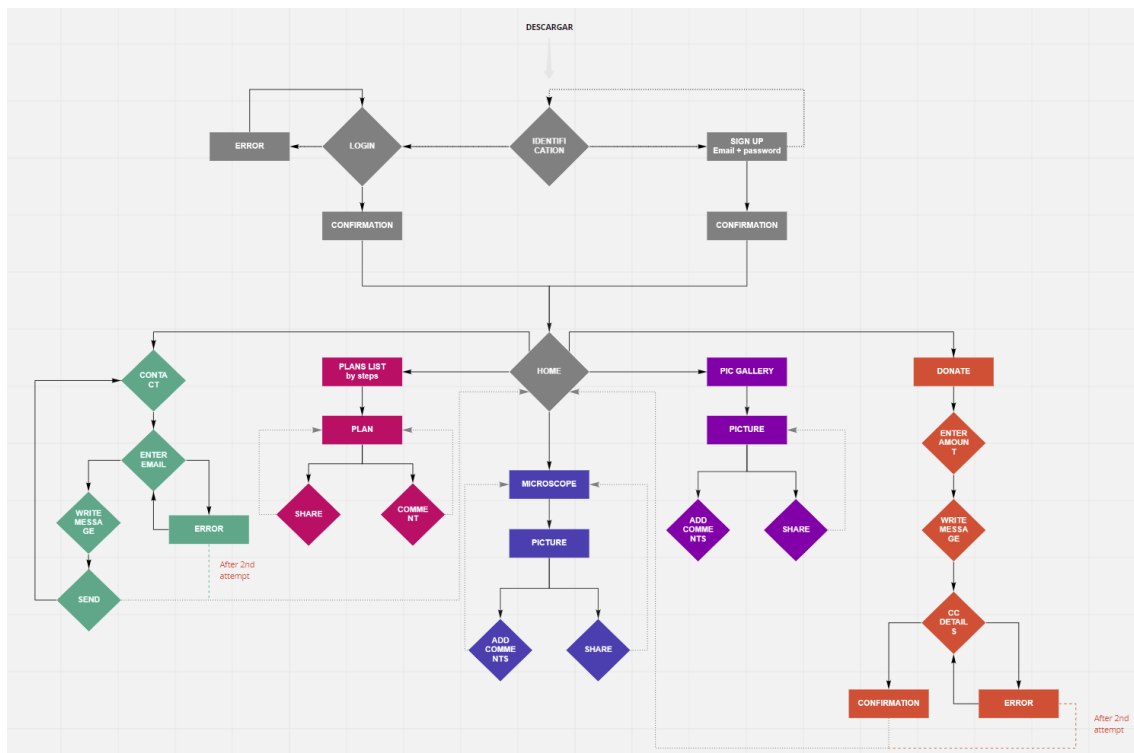 DESCARGAR
ERROR
LOGIN
IDENTIFI
CATION
SIGN UP
Email + password
CONFIRMATION
CONFIRMATION
CONTA
CT
PLANS LIST
by steps
HOME
PIC GALLERY
DONATE
PLAN
PICTURE
ENTER
AMOUN
T
ENTER
EMAIL
MICROSCOPE
SHARE
COMME
NT
WRITE
MESSA
GE
ERROR
PICTURE
ADD
COMME
NTS
SHARE
WRITE
MESSA
GE
After 2nd
attempt
SEND
CC
DETAIL
S
ADD
COMME
NTS
SHARE
CONFIRMATION
ERROR
After 2nd
attempt